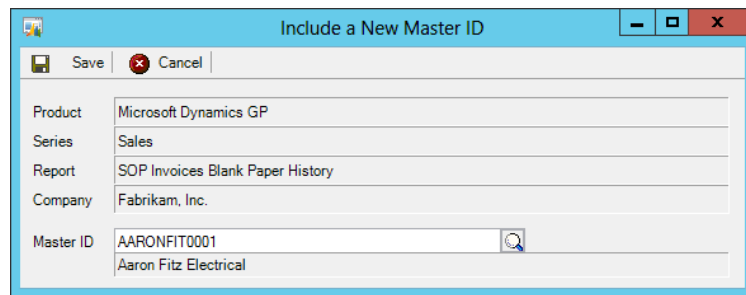 Include a New Master ID
Save Cancel
Product Microsoft Dynamics GP
Series Sales
Report SOP Invoices Blank Paper History
Company Fabrikam, Inc.
Master ID AARONFIT0001
Aaron Fitz Electrical